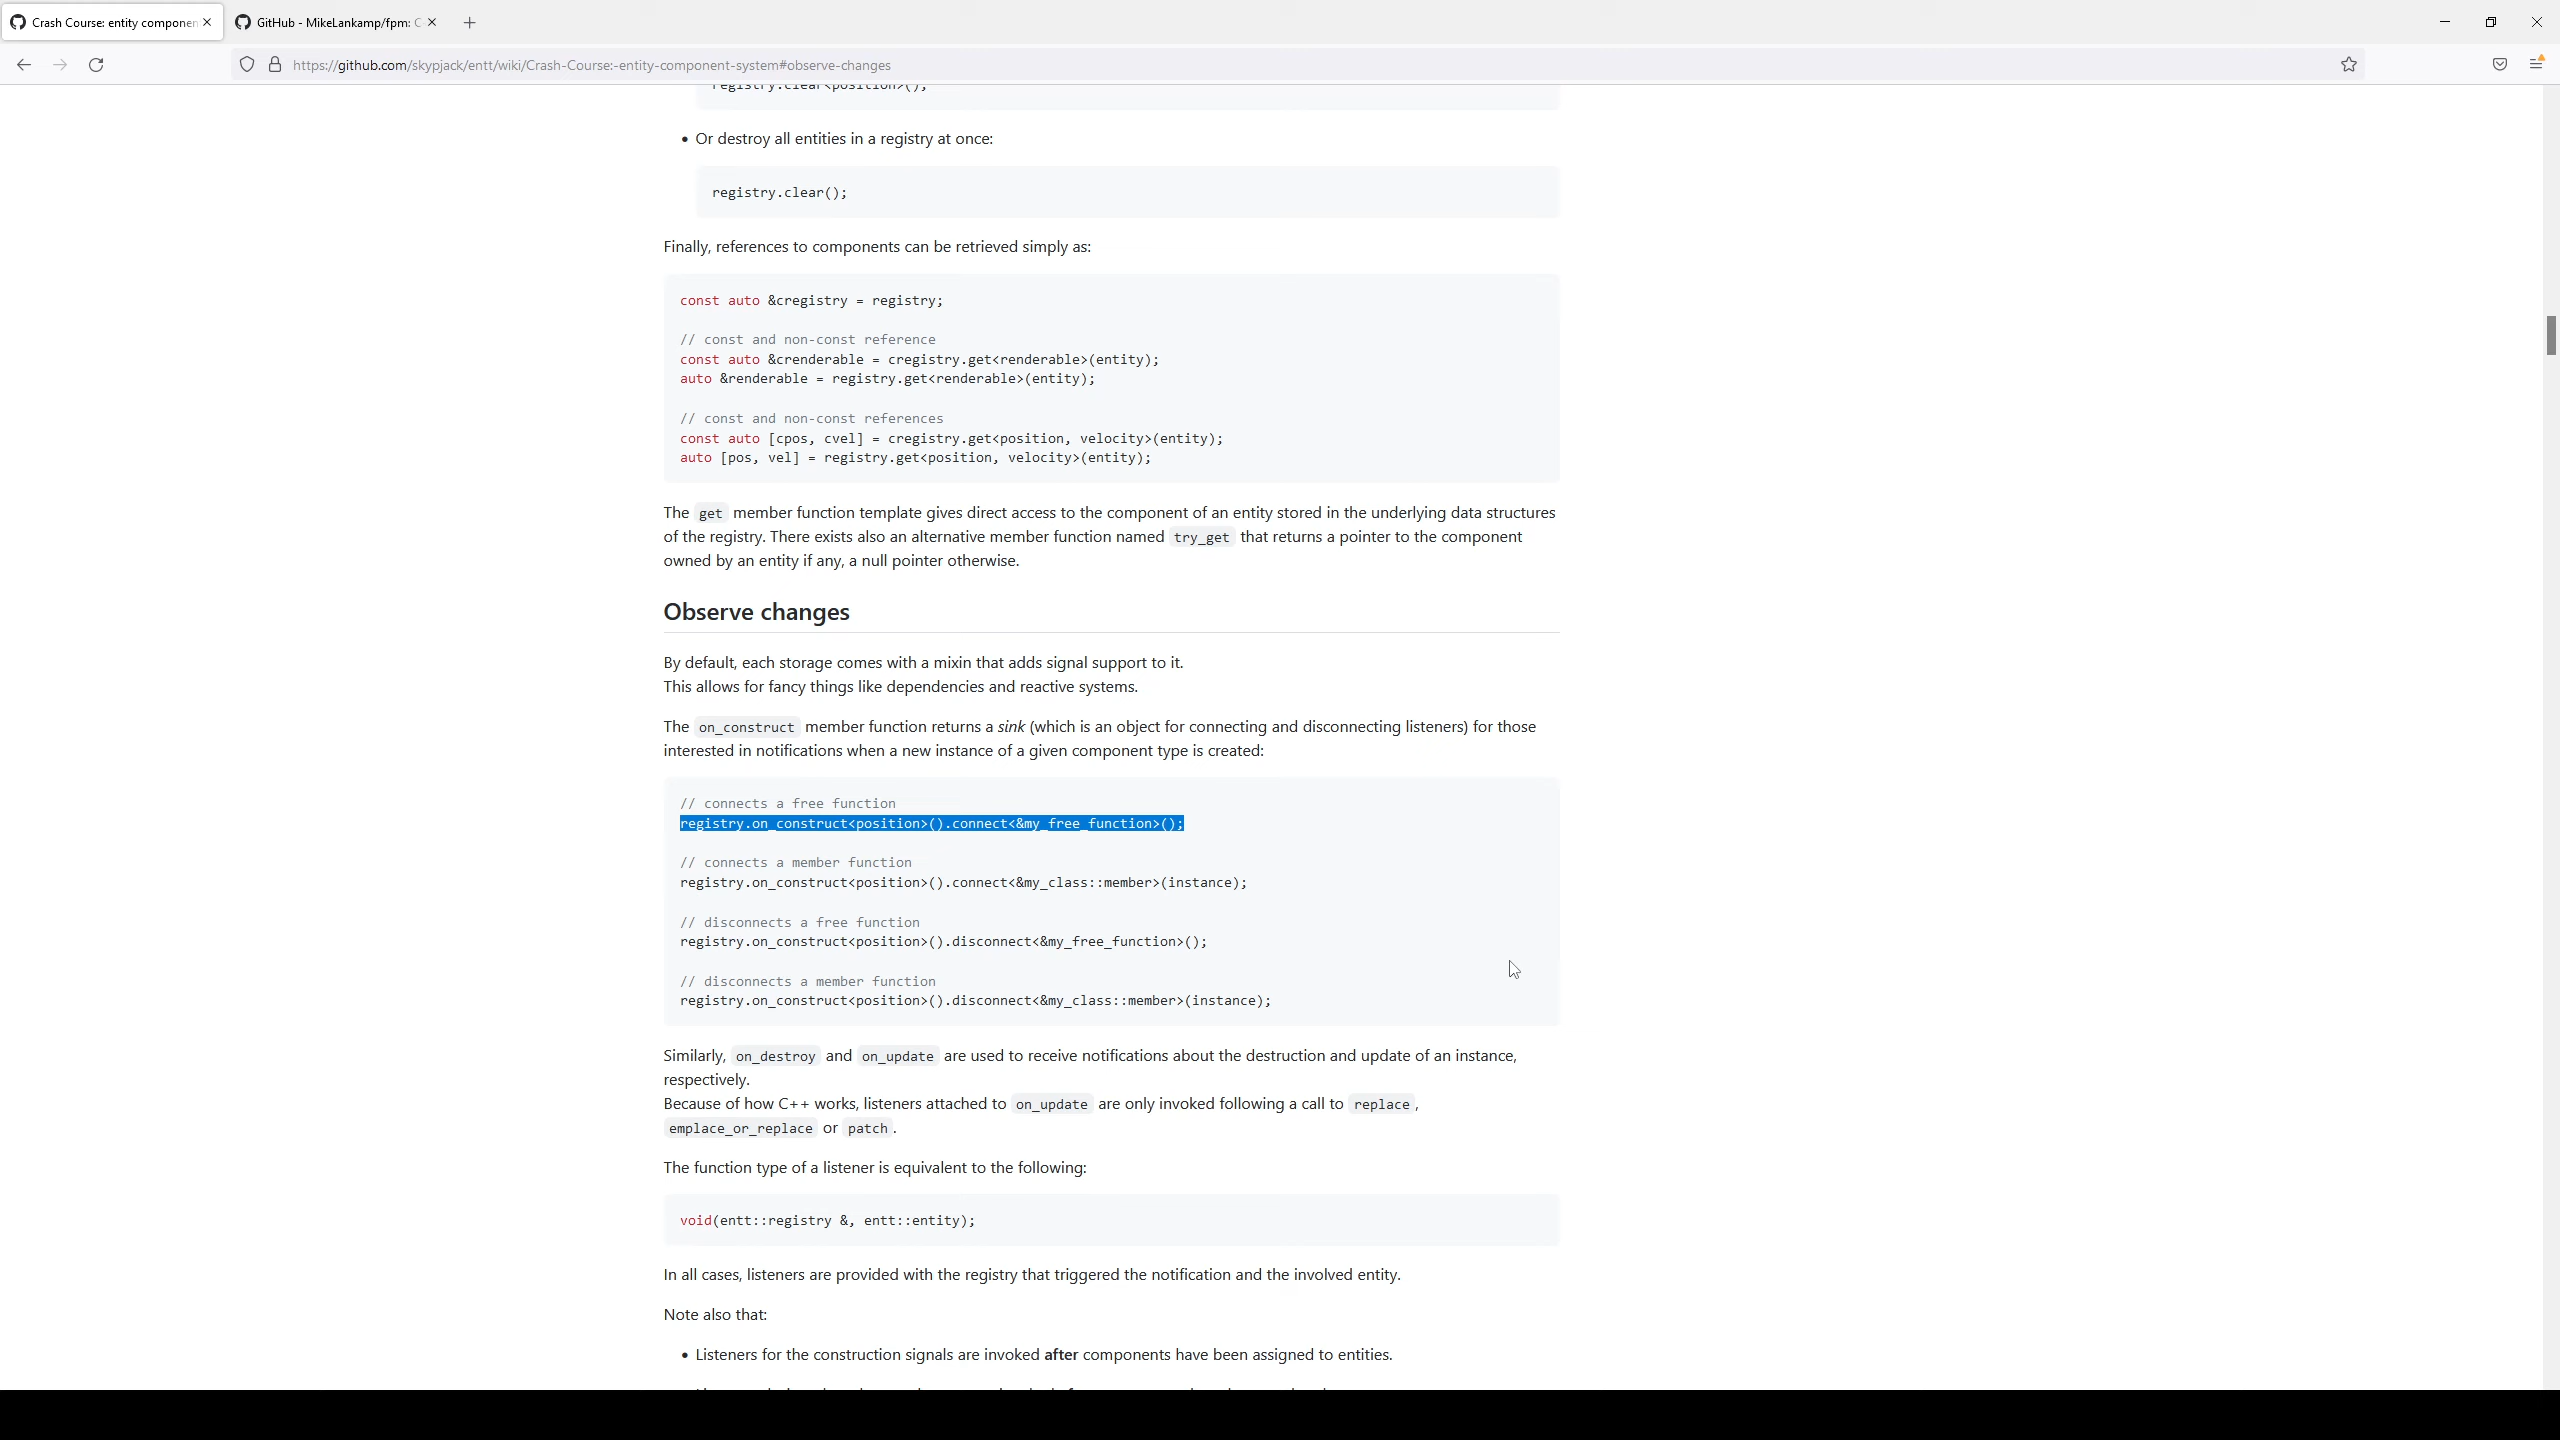 Crash Course: entity componen
GitHub - MikeLankamp/fpm: C
https://github.com/skypjack/entt/wiki/Crash-Course:-entity-component-system#observe-changes
registry.clear<position>();
• Or destroy all entities in a registry at once:
registry.clear();
Finally, references to components can be retrieved simply as:
const auto &cregistry = registry;
// const and non-const reference
const auto &crenderable = cregistry.get<renderable>(entity);
auto &renderable = registry.get<renderable>(entity);
// const and non-const references
const auto [cpos, cvel] = cregistry.get<position, velocity>(entity);
auto [pos, vel] = registry.get<position, velocity>(entity);
The get member function template gives direct access to the component of an entity stored in the underlying data structures
of the registry. There exists also an alternative member function named try_get that returns a pointer to the component
owned by an entity if any, a null pointer otherwise.
Observe changes
By default, each storage comes with a mixin that adds signal support to it.
This allows for fancy things like dependencies and reactive systems.
The on_construct member function returns a sink (which is an object for connecting and disconnecting listeners) for those
interested in notifications when a new instance of a given component type is created:
// connects a free function
registry.on_construct<position>().connect<&my_free_function>();
// connects a member function
registry.on_construct<position>().connect<&my_class::member>(instance);
// disconnects a free function
registry.on_construct<position>().disconnect<&my_free_function>();
// disconnects a member function
registry.on_construct<position>().disconnect<&my_class::member>(instance);
Similarly, on_destroy and on_update are used to receive notifications about the destruction and update of an instance,
respectively.
Because of how C++ works, listeners attached to on_update are only invoked following a call to replace,
emplace_or_replace or patch.
The function type of a listener is equivalent to the following:
void(entt::registry &, entt::entity);
In all cases, listeners are provided with the registry that triggered the notification and the involved entity.
Note also that:
• Listeners for the construction signals are invoked after components have been assigned to entities.